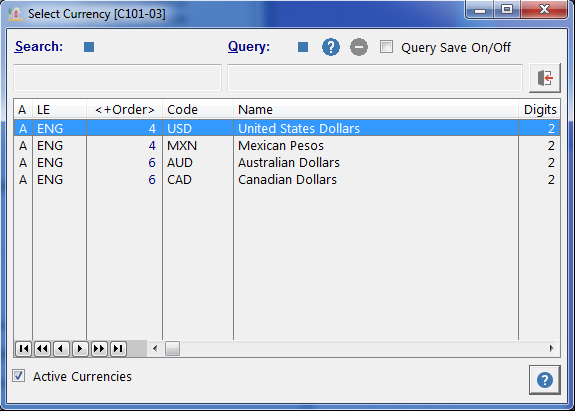 Select Currency [C101-03]
Search: Query: ? Query Save On/Off
A LE <+Order> Code Name Digits
A ENG 4 USD United States Dollars 2
A ENG 4 MXN Mexican Pesos 2
A ENG 6 AUD Australian Dollars 2
A ENG 6 CAD Canadian Dollars 2
Active Currencies ?